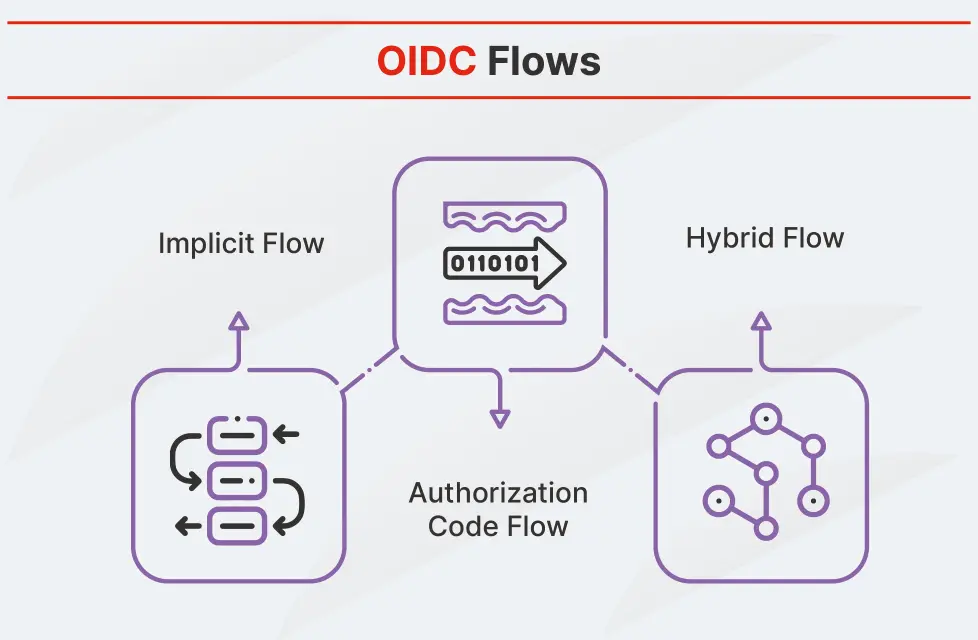 OIDC Flows
Implicit Flow
0110101
Hybrid Flow
Authorization
Code Flow